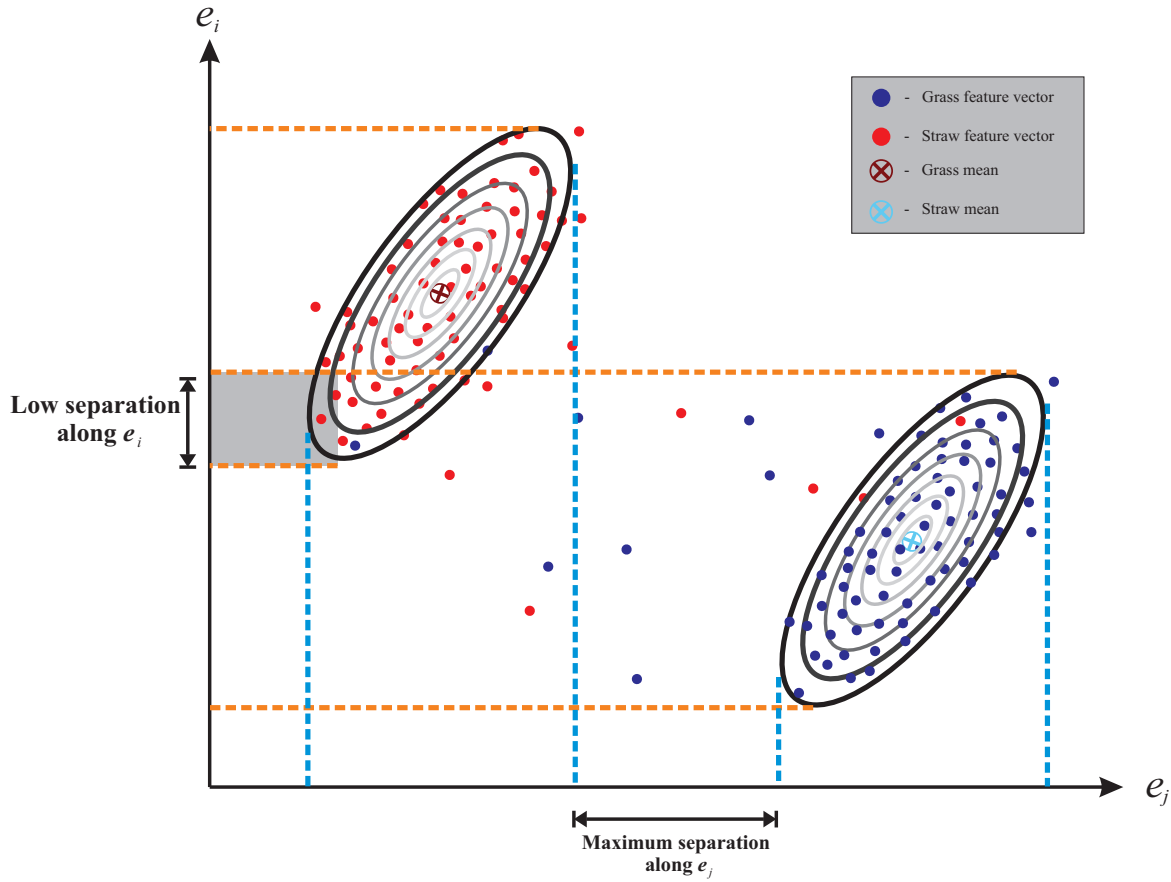 e_i
- Grass feature vector
- Straw feature vector
- Grass mean
- Straw mean
Low separation
along e_i
e_j
Maximum separation
along e_j